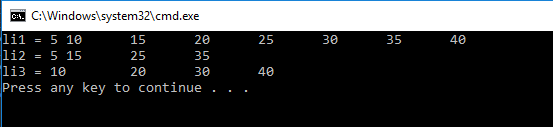 C:\Windows\system32\cmd.exe
li1 = 5 10 15 20 25 30 35 40
li2 = 5 15 25 35
li3 = 10 20 30 40
Press any key to continue . . .